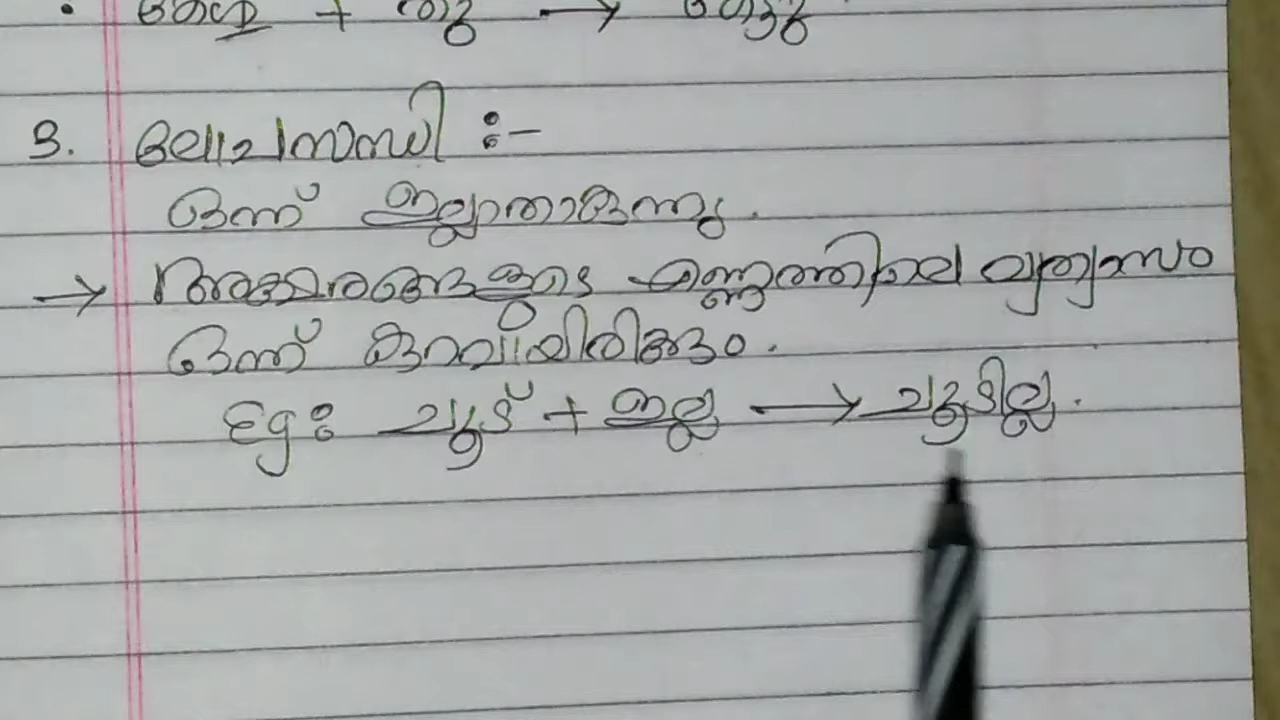 3. ലോപസന്ധി :-
ഒന്ന് ഇല്ലാതാകുന്നു.
→ അക്ഷരങ്ങളുടെ എണ്ണത്തിലെ വ്യത്യാസം
ഒന്ന് കുറവായിരിക്കും.
Eg: ചൂട് + ഇല്ല → ചൂടില്ല.